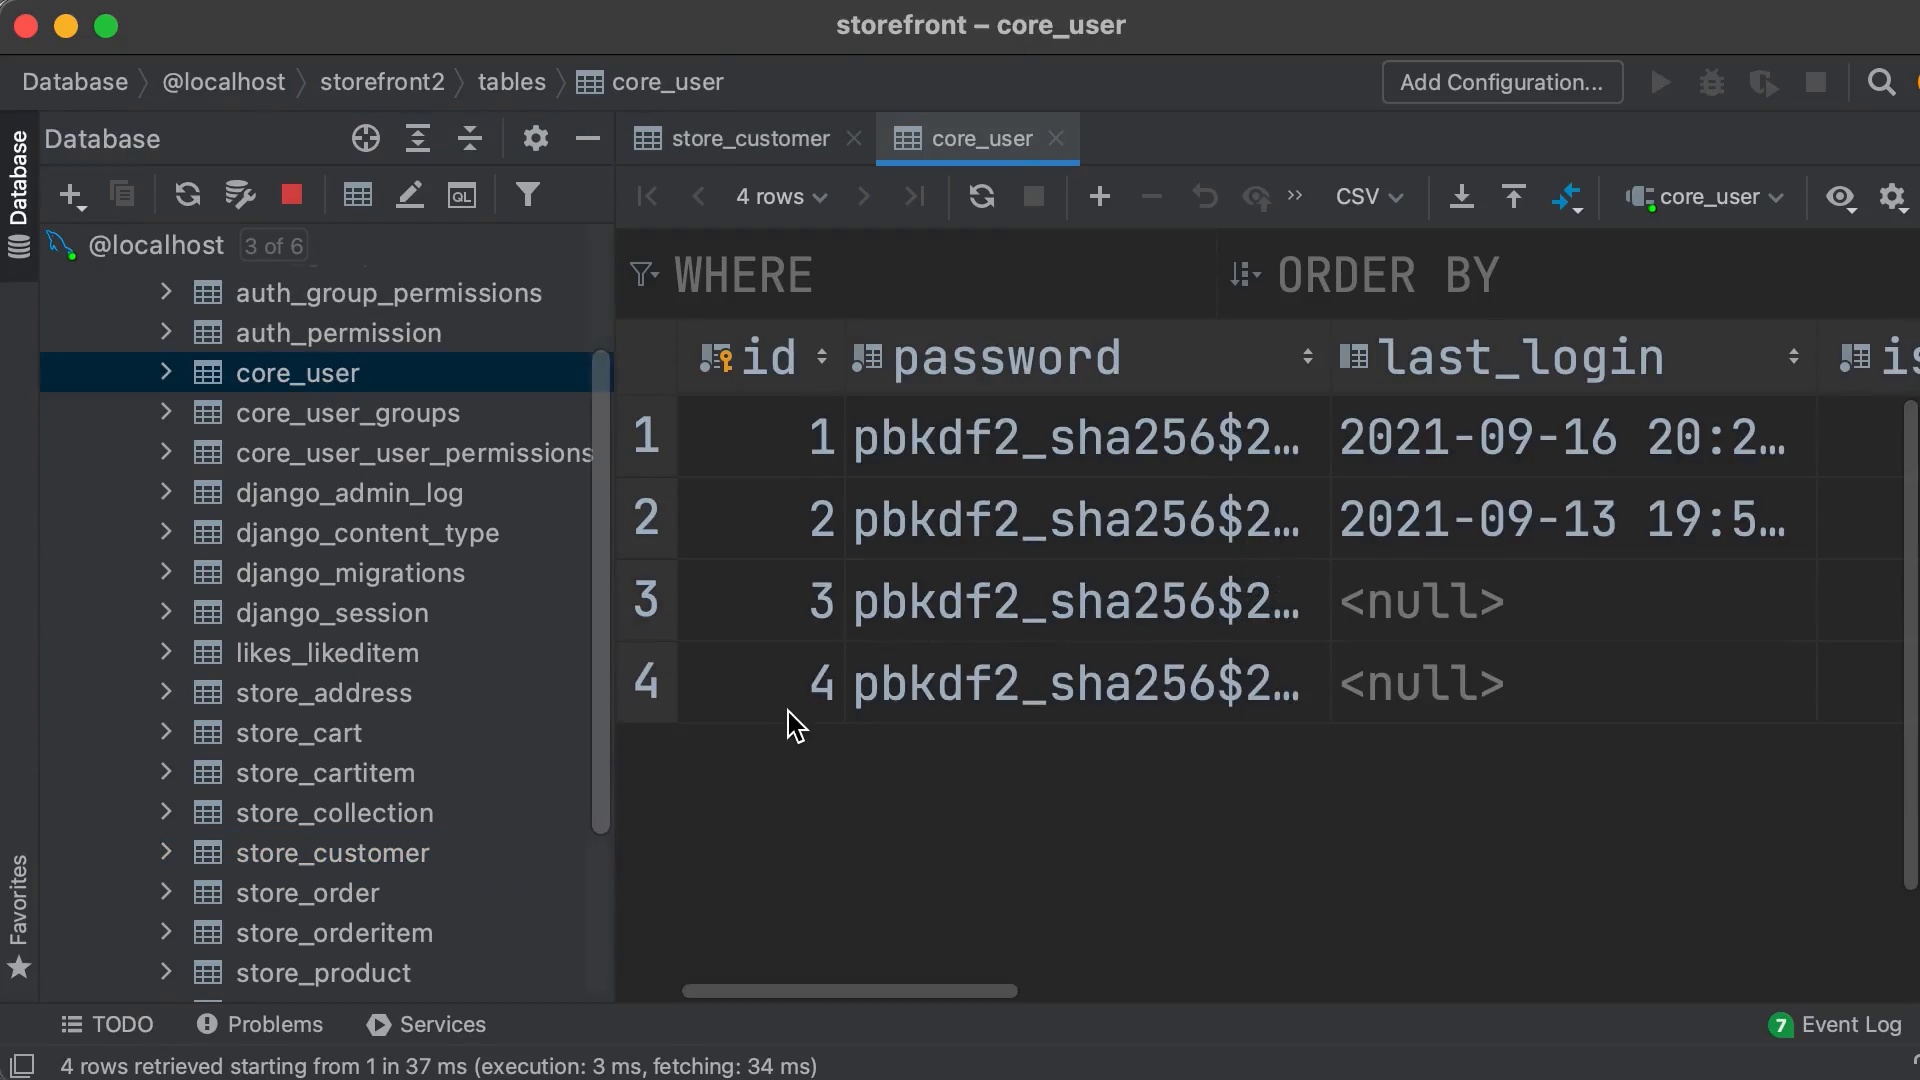 storefront – core_user
Database @localhost storefront2 tables core_user
Add Configuration...
Database
Database
Favorites
store_customer
core_user
QL
4 rows
CSV
core_user
@localhost 3 of 6
WHERE
ORDER BY
auth_group_permissions
auth_permission
core_user
core_user_groups
core_user_user_permissions
django_admin_log
django_content_type
django_migrations
django_session
likes_likeditem
store_address
store_cart
store_cartitem
store_collection
store_customer
store_order
store_orderitem
store_product
id password last_login is
1 1 pbkdf2_sha256$2... 2021-09-16 20:2...
2 2 pbkdf2_sha256$2... 2021-09-13 19:5...
3 3 pbkdf2_sha256$2... <null>
4 4 pbkdf2_sha256$2... <null>
TODO Problems Services
7 Event Log
4 rows retrieved starting from 1 in 37 ms (execution: 3 ms, fetching: 34 ms)